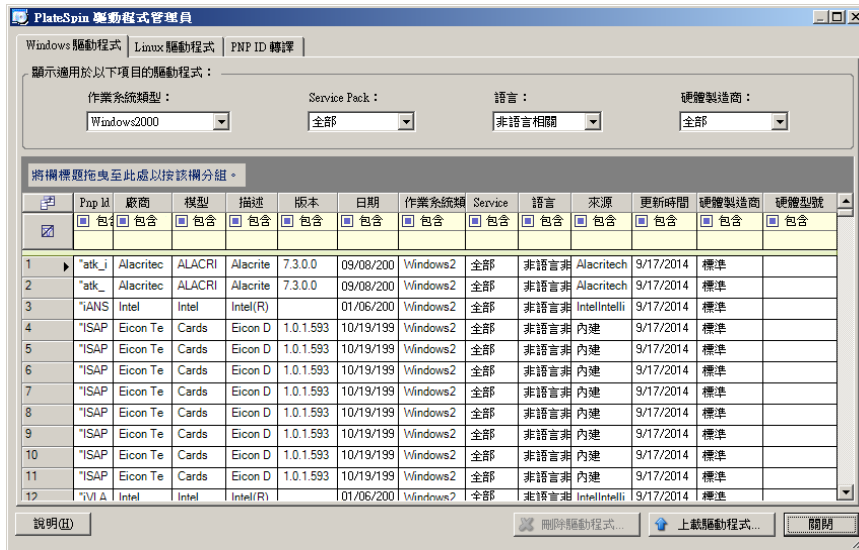 PlateSpin 驅動程式管理員
Windows 驅動程式 Linux 驅動程式 PNP ID 轉譯
顯示適用於以下項目的驅動程式：
作業系統類型： Service Pack： 語言： 硬體製造商：
Windows2000 全部 非語言相關 全部
將欄標題拖曳至此處以按該欄分組。
Pnp Id 廠商 模型 描述 版本 日期 作業系統類 Service 語言 來源 更新時間 硬體製造商 硬體型號
包含 包含 包含 包含 包含 包含 包含 包含 包含 包含 包含 包含
1 "atk_i Alacritec ALACRI Alacrite 7.3.0.0 09/08/200 Windows2 全部 非語言非 Alacritech 9/17/2014 標準
2 "atk_ Alacritec ALACRI Alacrite 7.3.0.0 09/08/200 Windows2 全部 非語言非 Alacritech 9/17/2014 標準
3 "iANS Intel Intel Intel(R) 01/06/200 Windows2 全部 非語言非 IntelIntelli 9/17/2014 標準
4 "ISAP Eicon Te Cards Eicon D 1.0.1.593 10/19/199 Windows2 全部 非語言非 內建 9/17/2014 標準
5 "ISAP Eicon Te Cards Eicon D 1.0.1.593 10/19/199 Windows2 全部 非語言非 內建 9/17/2014 標準
6 "ISAP Eicon Te Cards Eicon D 1.0.1.593 10/19/199 Windows2 全部 非語言非 內建 9/17/2014 標準
7 "ISAP Eicon Te Cards Eicon D 1.0.1.593 10/19/199 Windows2 全部 非語言非 內建 9/17/2014 標準
8 "ISAP Eicon Te Cards Eicon D 1.0.1.593 10/19/199 Windows2 全部 非語言非 內建 9/17/2014 標準
9 "ISAP Eicon Te Cards Eicon D 1.0.1.593 10/19/199 Windows2 全部 非語言非 內建 9/17/2014 標準
10 "ISAP Eicon Te Cards Eicon D 1.0.1.593 10/19/199 Windows2 全部 非語言非 內建 9/17/2014 標準
11 "ISAP Eicon Te Cards Eicon D 1.0.1.593 10/19/199 Windows2 全部 非語言非 內建 9/17/2014 標準
12 "iVLA Intel Intel Intel(R) 01/06/200 Windows2 全部 非語言非 IntelIntelli 9/17/2014 標準
說明(H) 刪除驅動程式... 上載驅動程式... 關閉